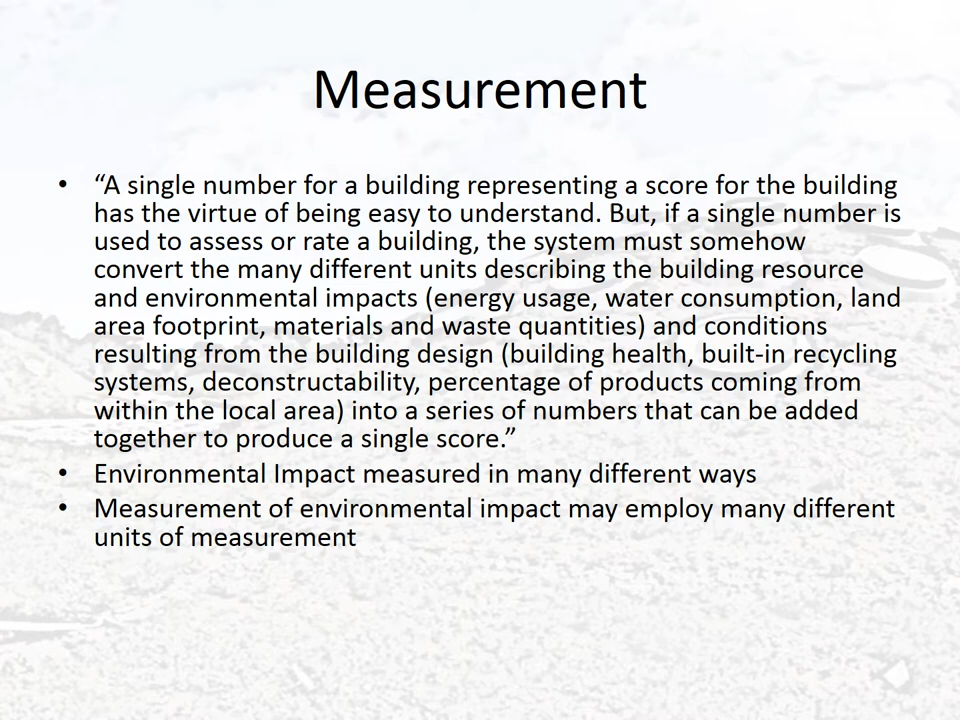 Measurement
• “A single number for a building representing a score for the building
has the virtue of being easy to understand. But, if a single number is
used to assess or rate a building, the system must somehow
convert the many different units describing the building resource
and environmental impacts (energy usage, water consumption, land
area footprint, materials and waste quantities) and conditions
resulting from the building design (building health, built-in recycling
systems, deconstructability, percentage of products coming from
within the local area) into a series of numbers that can be added
together to produce a single score.”
• Environmental Impact measured in many different ways
• Measurement of environmental impact may employ many different
units of measurement